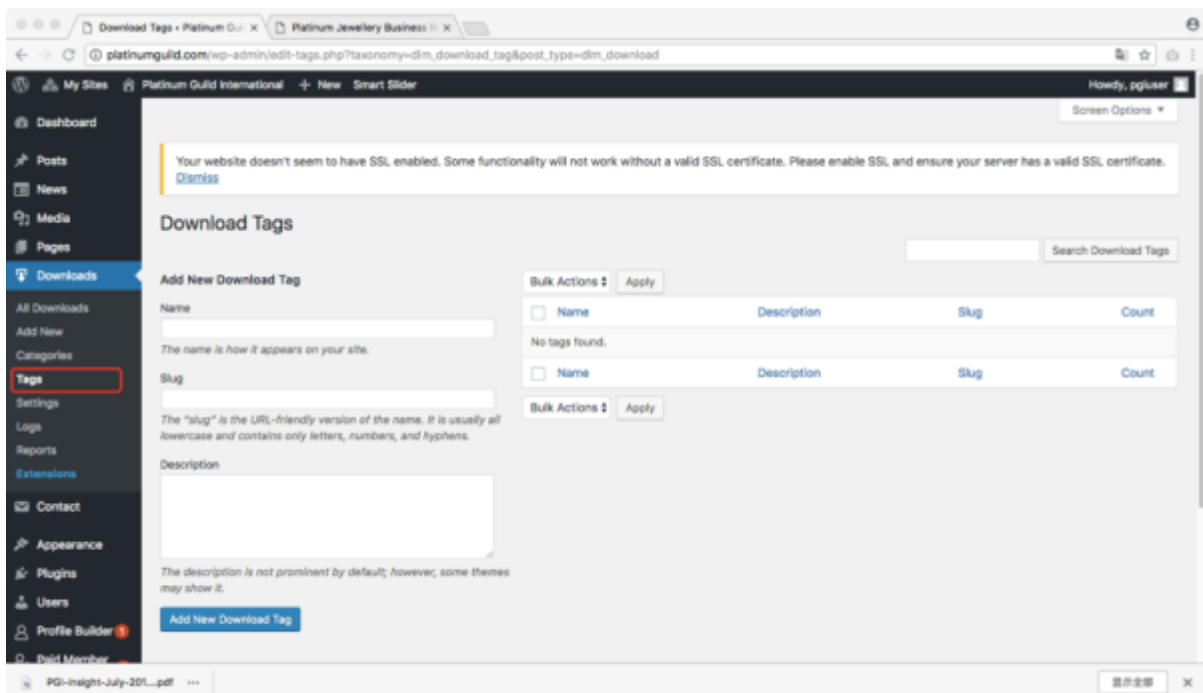 Download Tags ‹ Platinum Gui
Platinum Jewellery Business R
platinumguild.com/wp-admin/edit-tags.php?taxonomy=dlm_download_tag&post_type=dlm_download
My Sites Platinum Guild International + New Smart Slider
Howdy, pgiuser
Screen Options
Dashboard
Posts
News
Media
Pages
Downloads
All Downloads
Add New
Categories
Tags
Settings
Logs
Reports
Extensions
Contact
Appearance
Plugins
Users
Profile Builder 1
Paid Member
Your website doesn't seem to have SSL enabled. Some functionality will not work without a valid SSL certificate. Please enable SSL and ensure your server has a valid SSL certificate.
Dismiss
Download Tags
Search Download Tags
Add New Download Tag
Name
The name is how it appears on your site.
Slug
The "slug" is the URL-friendly version of the name. It is usually all
lowercase and contains only letters, numbers, and hyphens.
Description
The description is not prominent by default; however, some themes
may show it.
Add New Download Tag
Bulk Actions Apply
Name Description Slug Count
No tags found.
Name Description Slug Count
Bulk Actions Apply
PGI-Insight-July-201....pdf
显示全部